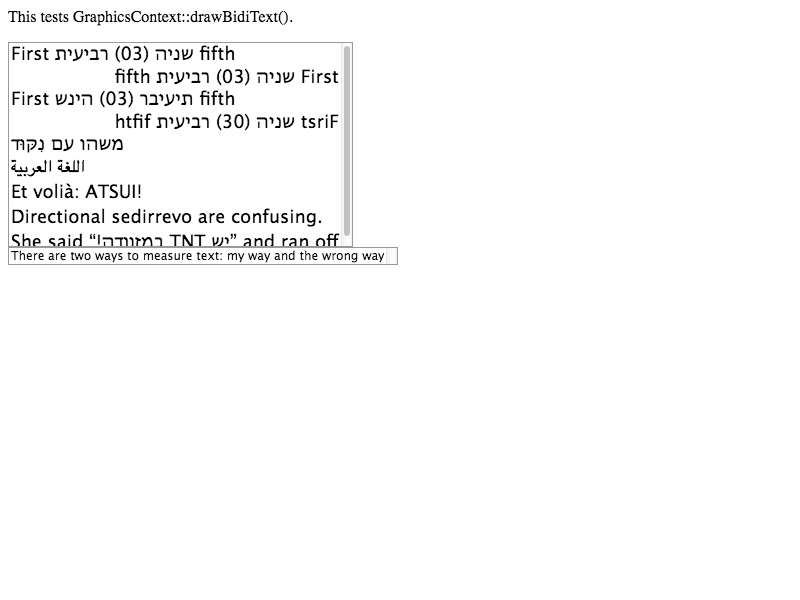 This tests GraphicsContext::drawBidiText().
First שניה (03) רביעית fifth
First שניה (03) רביעית fifth
First תיעיבר (03) הינש fifth
tsriF שניה (30) רביעית htfif
משהו עם נִקּוּד
اللغة العربية
Et volià: ATSUI!
Directional sedirrevo are confusing.
She said “יש TNT במזוודה!” and ran off
There are two ways to measure text: my way and the wrong way